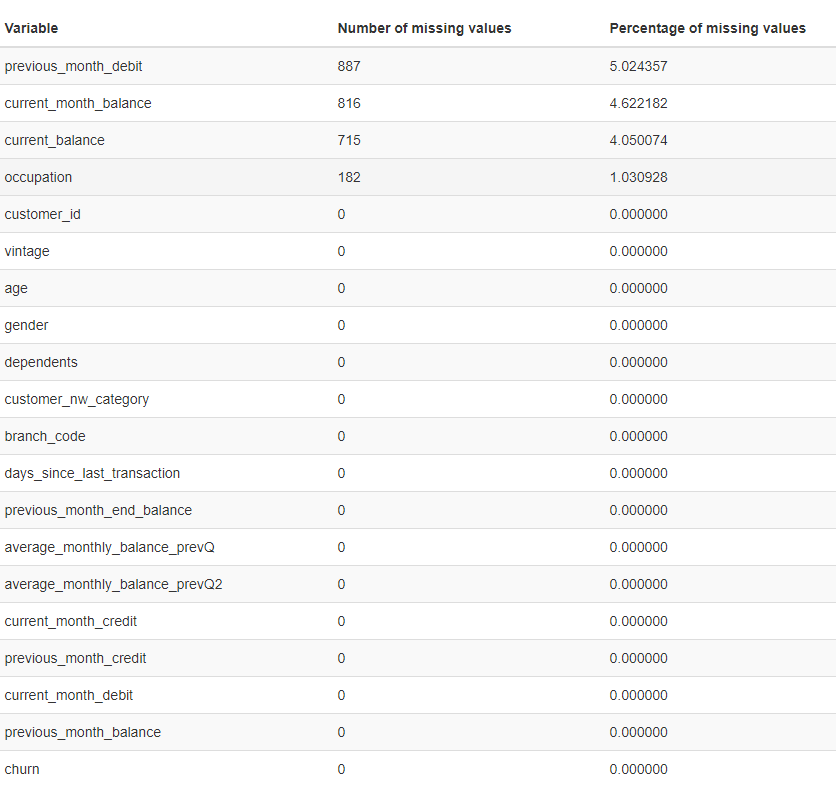 Variable Number of missing values Percentage of missing values
previous_month_debit 887 5.024357
current_month_balance 816 4.622182
current_balance 715 4.050074
occupation 182 1.030928
customer_id 0 0.000000
vintage 0 0.000000
age 0 0.000000
gender 0 0.000000
dependents 0 0.000000
customer_nw_category 0 0.000000
branch_code 0 0.000000
days_since_last_transaction 0 0.000000
previous_month_end_balance 0 0.000000
average_monthly_balance_prevQ 0 0.000000
average_monthly_balance_prevQ2 0 0.000000
current_month_credit 0 0.000000
previous_month_credit 0 0.000000
current_month_debit 0 0.000000
previous_month_balance 0 0.000000
churn 0 0.000000